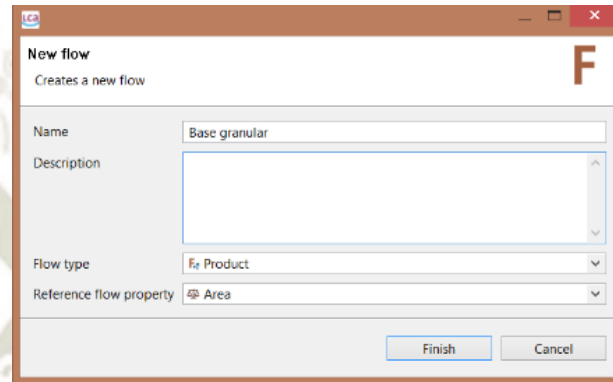 LCA
New flow
Creates a new flow
F
Name Base granular
Description
Flow type Fe Product
Reference flow property Area
Finish Cancel